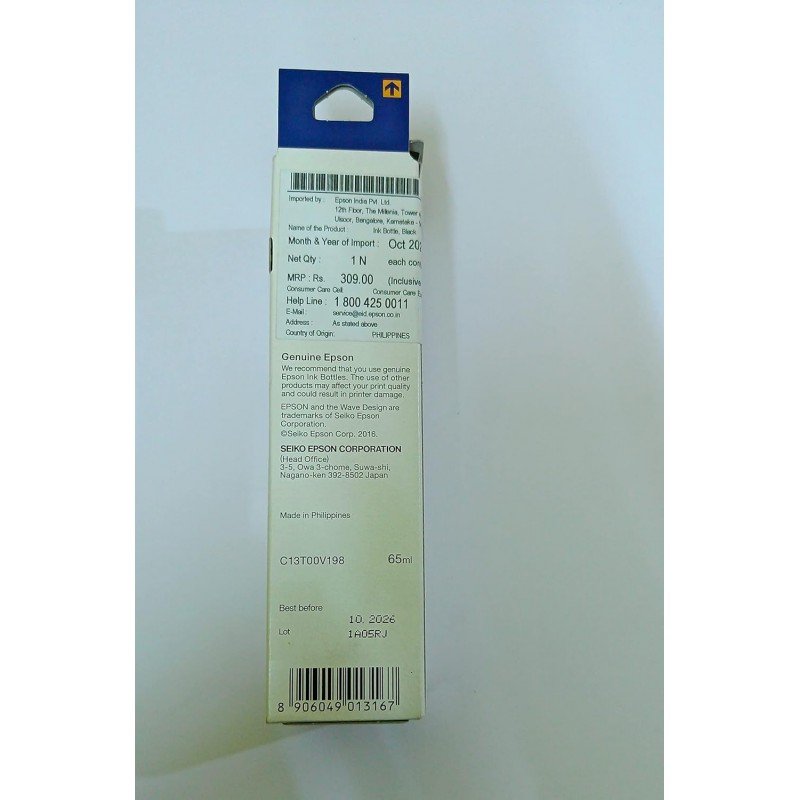 Imported by : Epson India Pvt. Ltd.
12th Floor, The Millenia, Tower
Ulsoor, Bangalore, Karnataka -
Name of the Product : Ink Bottle, Black
Month & Year of Import : Oct 202
Net Qty : 1 N each con
MRP : Rs. 309.00 (Inclusive
Consumer Care Cell Consumer Care E
Help Line : 1 800 425 0011
E-Mail : service@eid.epson.co.in
Address : As stated above
Country of Origin: PHILIPPINES
Genuine Epson
We recommend that you use genuine
Epson Ink Bottles. The use of other
products may affect your print quality
and could result in printer damage.
EPSON and the Wave Design are
trademarks of Seiko Epson
Corporation.
©Seiko Epson Corp. 2016.
SEIKO EPSON CORPORATION
(Head Office)
3-5, Owa 3-chome, Suwa-shi,
Nagano-ken 392-8502 Japan
Made in Philippines
C13T00V198 65ml
Best before 10. 2026
Lot 1A05RJ
8 906049 013167